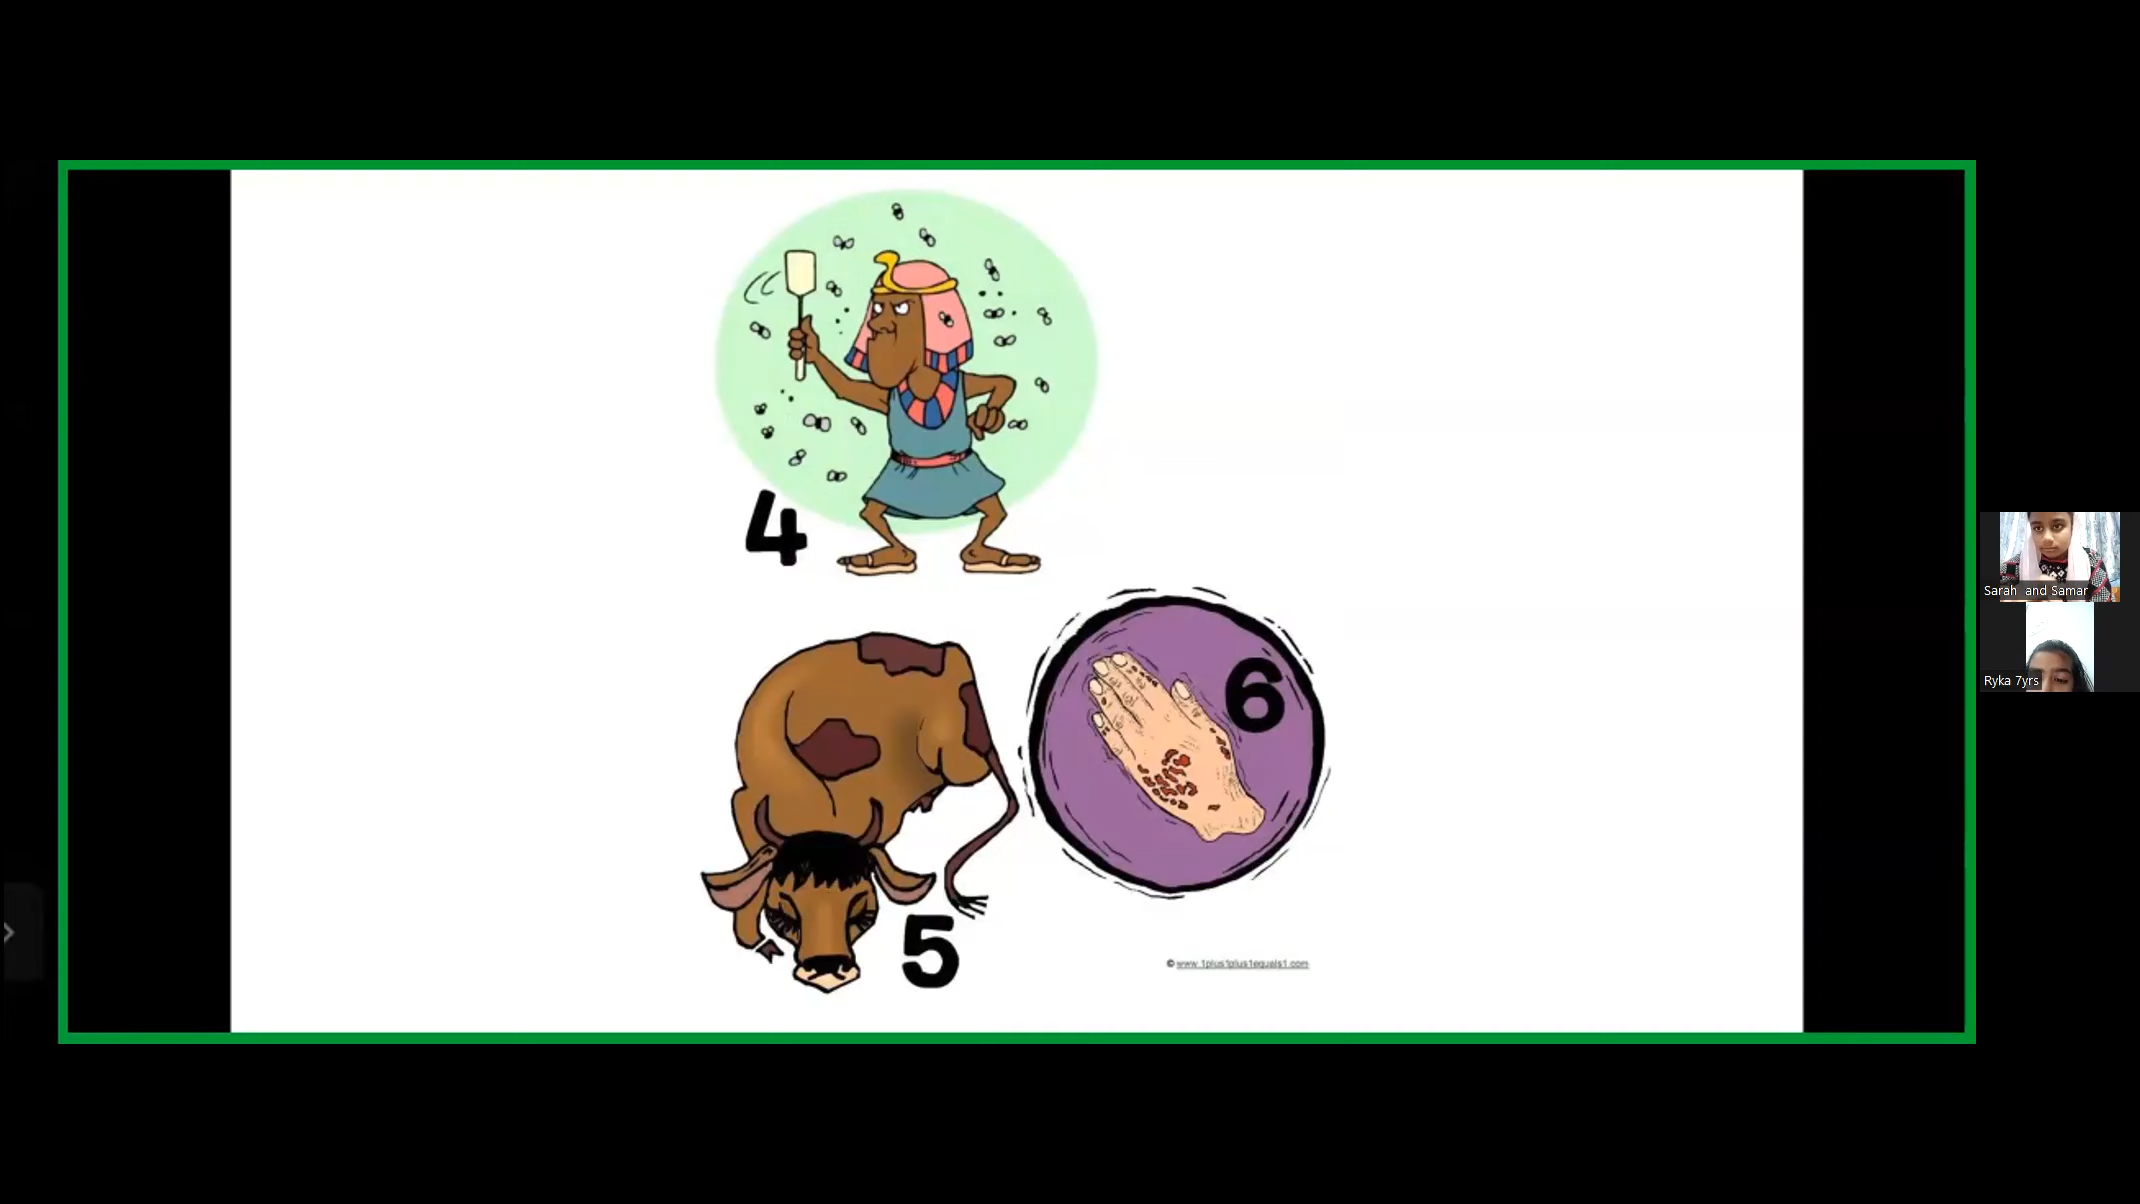 4
6
5
© www.1plus1plus1equals1.com
Sarah and Samar
Ryka 7yrs